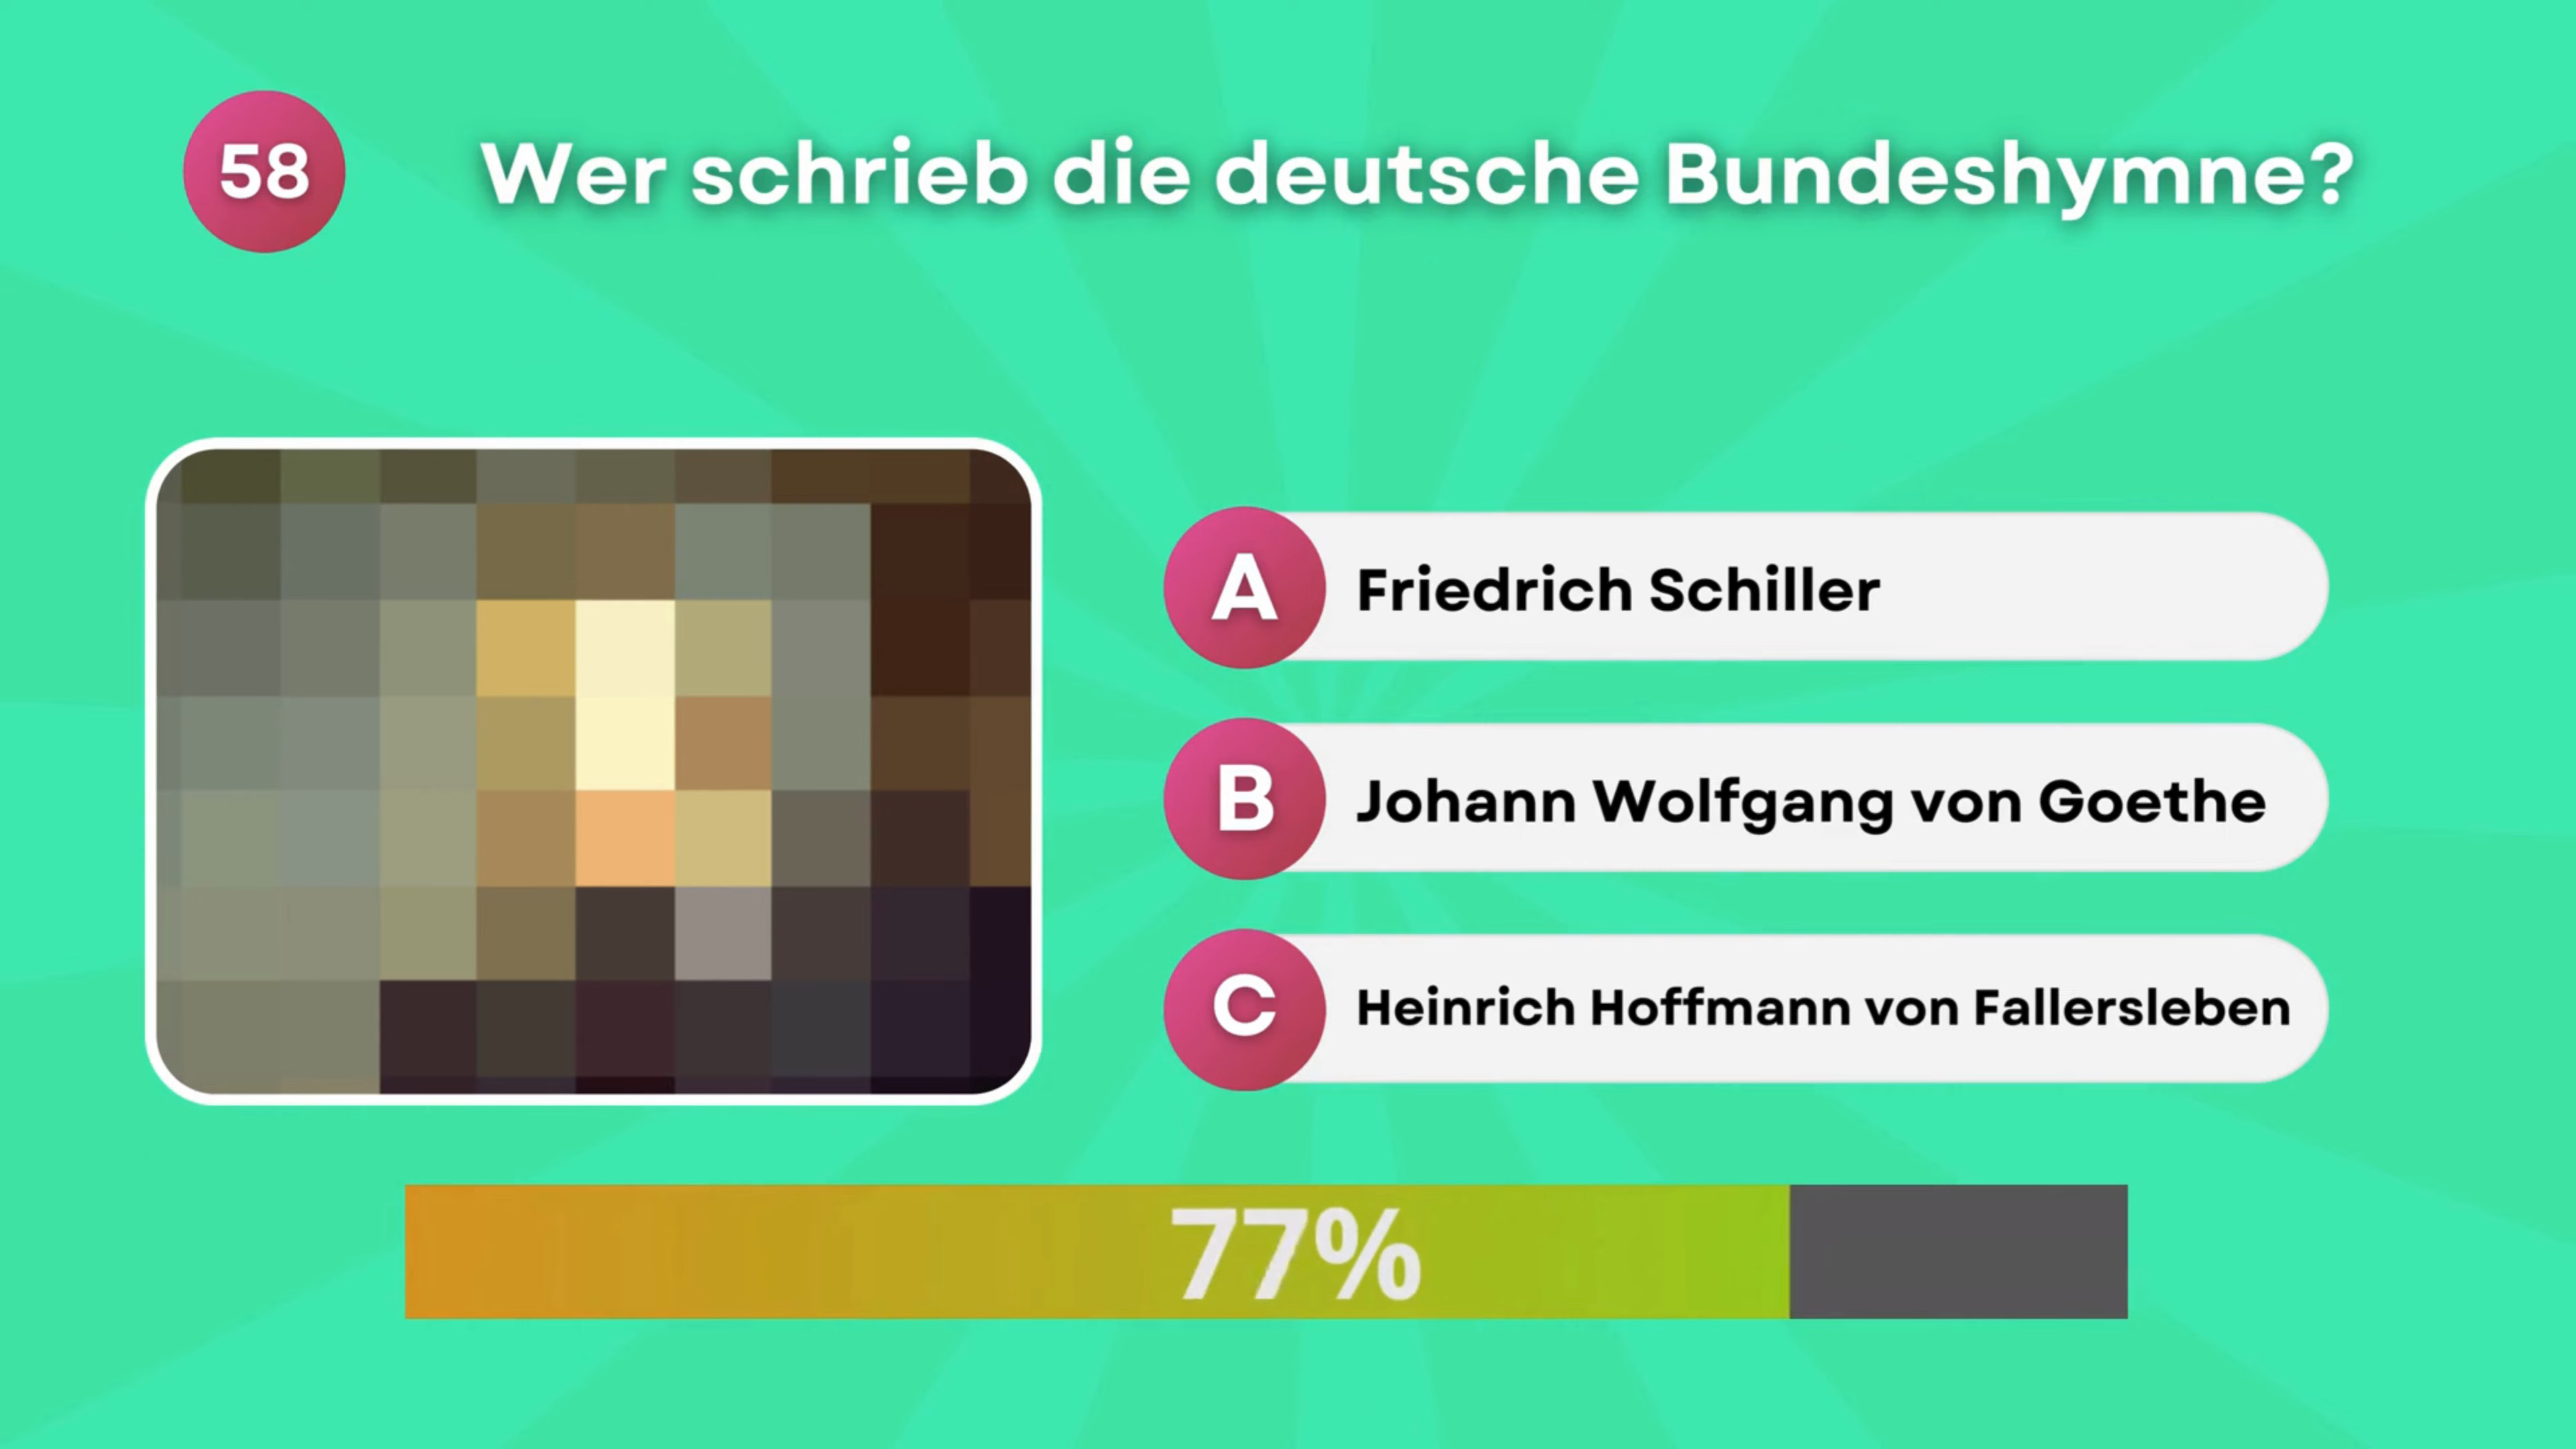 58 Wer schrieb die deutsche Bundeshymne?
A Friedrich Schiller
B Johann Wolfgang von Goethe
C Heinrich Hoffmann von Fallersleben
77%